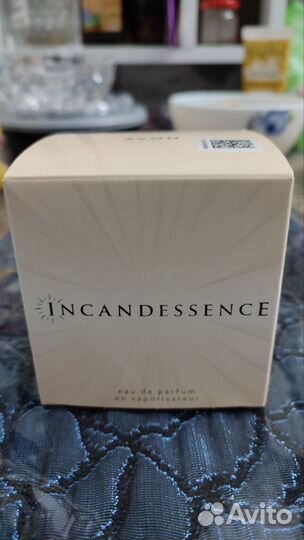 AVON
INCANDESSENCE
eau de parfum
en vaporisateur
Avito